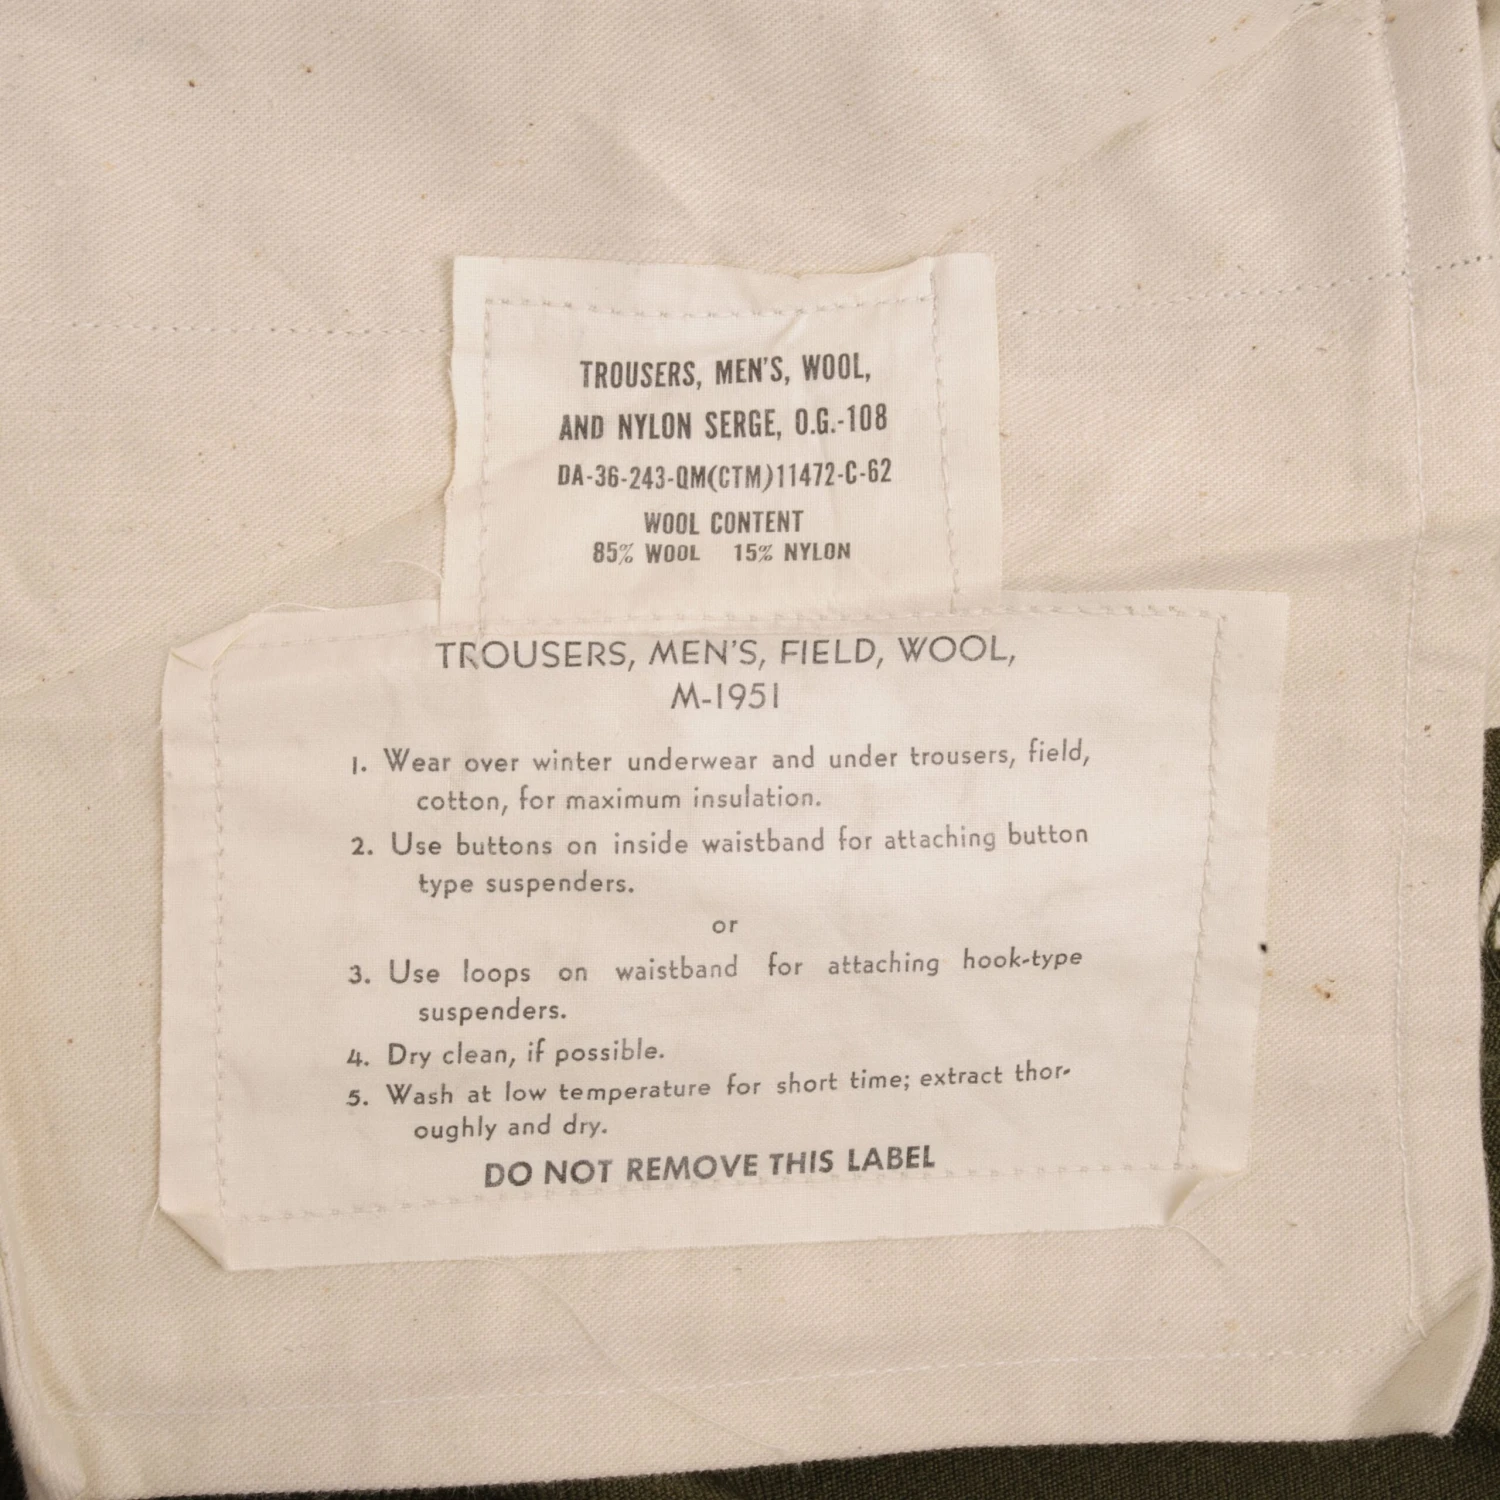 TROUSERS, MEN'S, WOOL,
AND NYLON SERGE, O.G.-108
DA-36-243-QM(CTM)11472-C-62
WOOL CONTENT
85% WOOL 15% NYLON
TROUSERS, MEN'S, FIELD, WOOL,
M-1951
1. Wear over winter underwear and under trousers, field,
cotton, for maximum insulation.
2. Use buttons on inside waistband for attaching button
type suspenders.
or
3. Use loops on waistband for attaching hook-type
suspenders.
4. Dry clean, if possible.
5. Wash at low temperature for short time; extract thor-
oughly and dry.
DO NOT REMOVE THIS LABEL